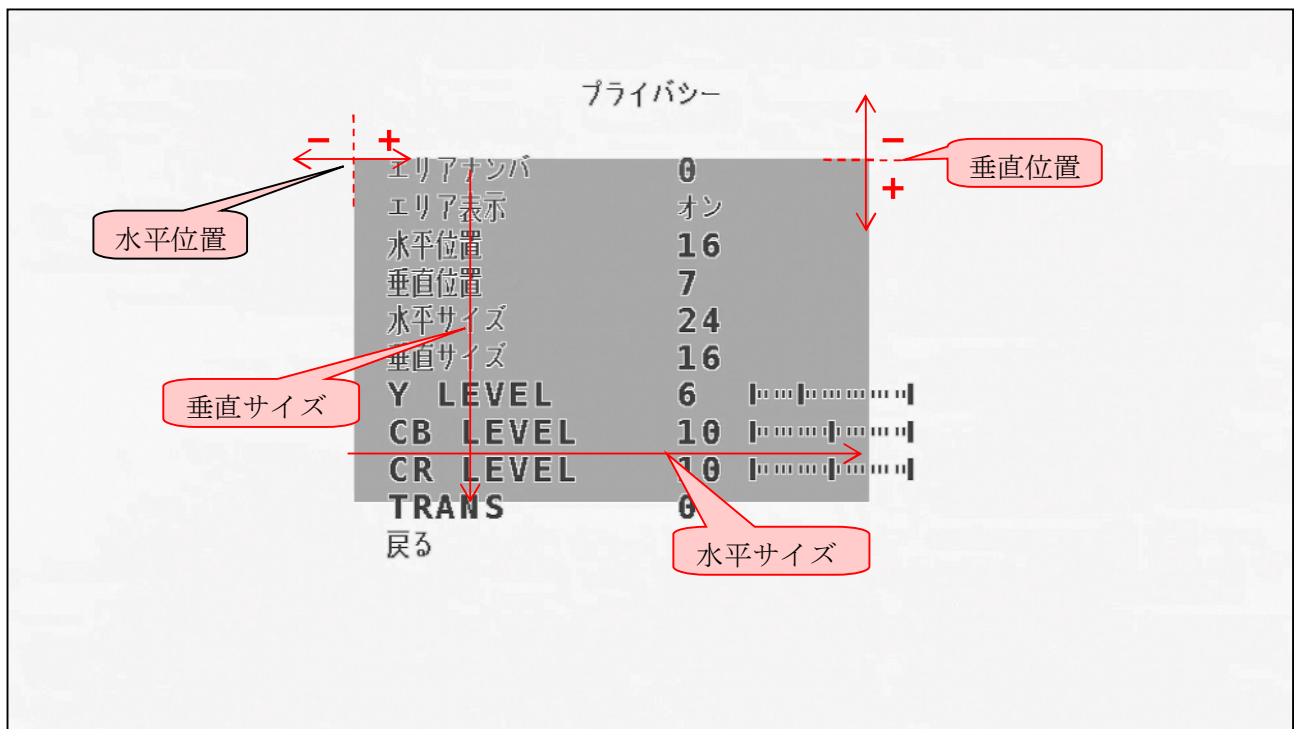 プライバシー
− +
−
+
垂直位置
水平位置
エリアナンバ 0
エリア表示 オン
水平位置 16
垂直位置 7
水平サイズ 24
垂直サイズ 16
垂直サイズ
Y LEVEL 6
CB LEVEL 10
CR LEVEL 10
TRANS 0
戻る
水平サイズ